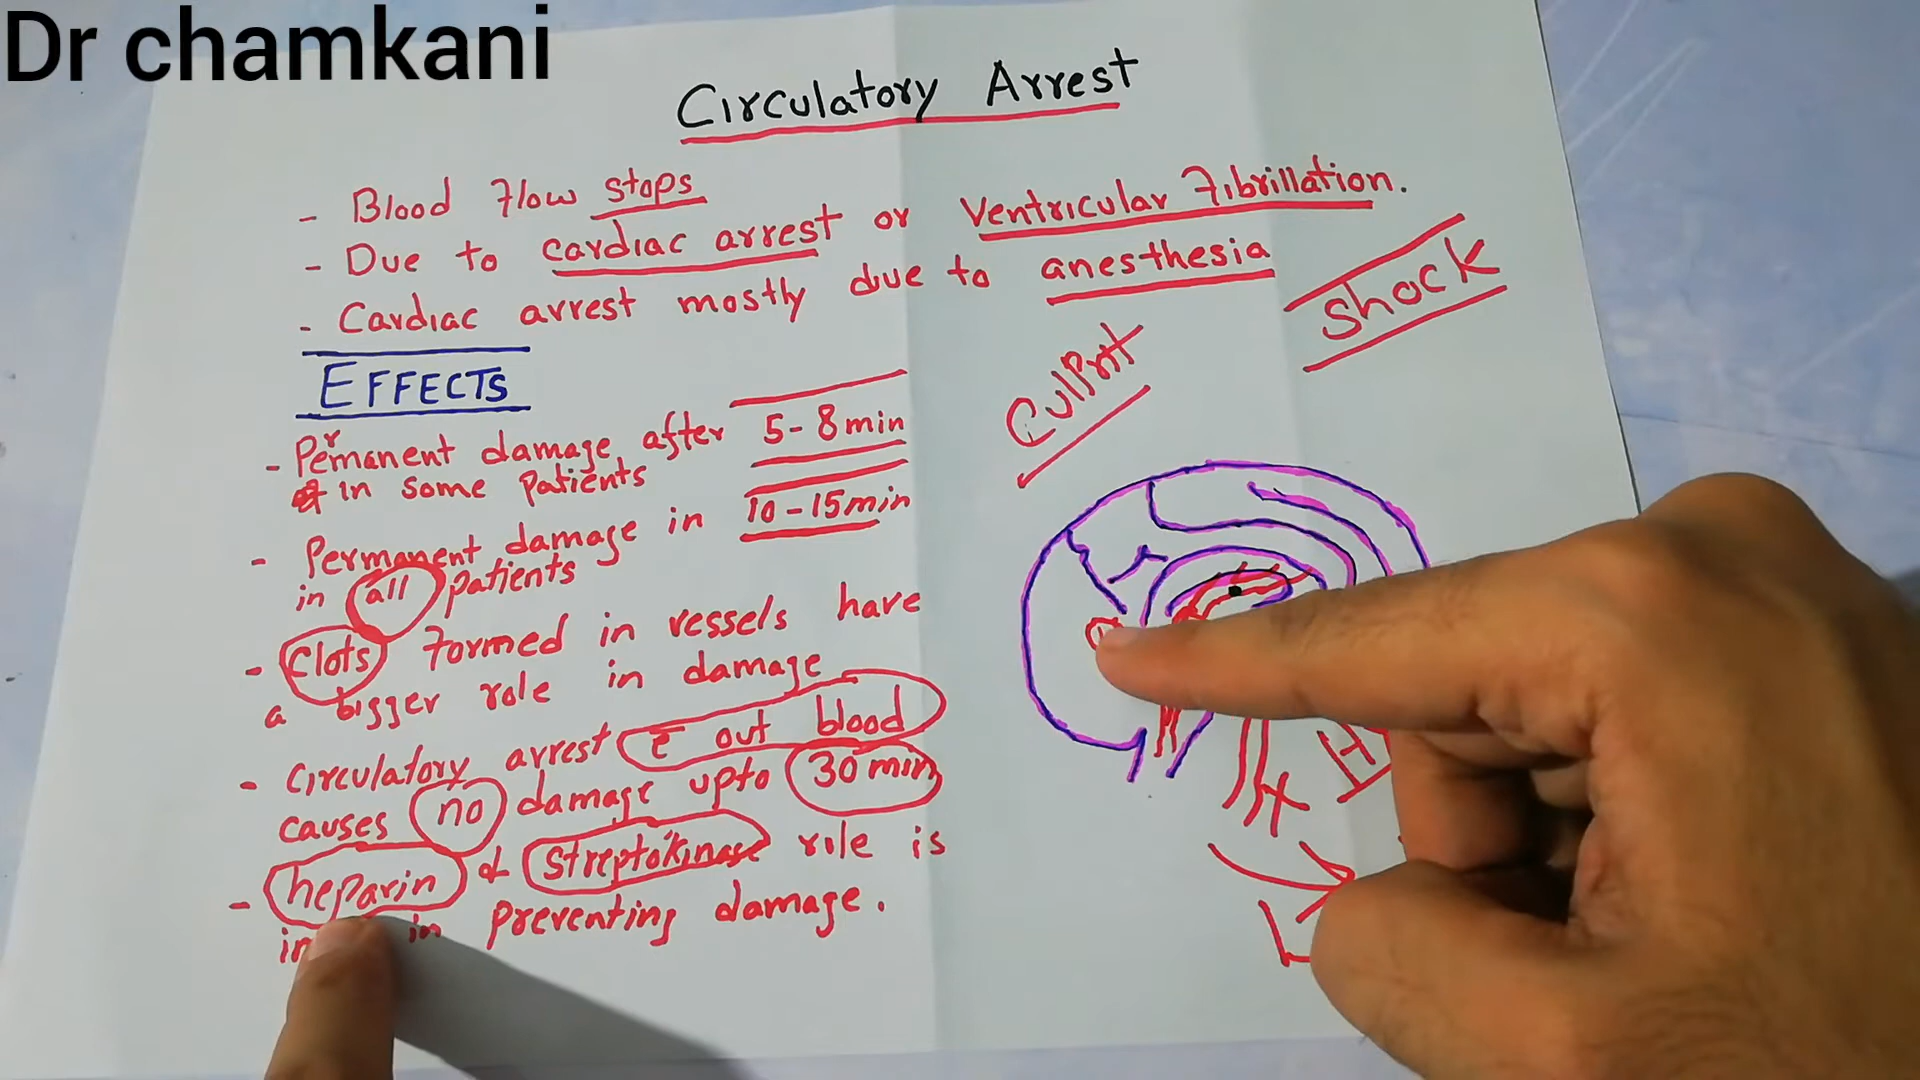 Dr chamkani
Circulatory Arrest
- Blood flow stops
- Due to cardiac arrest or Ventricular Fibrillation.
- Cardiac arrest mostly due to anesthesia
Shock
Culprit
EFFECTS
- Permanent damage after 5-8 min
in some patients
- Permanent damage in 10-15 min
in all patients
- Clots formed in vessels have
a bigger role in damage
- Circulatory arrest c̄ out blood
causes no damage upto 30 min
- heparin & Streptokinase role is
in preventing damage.
H